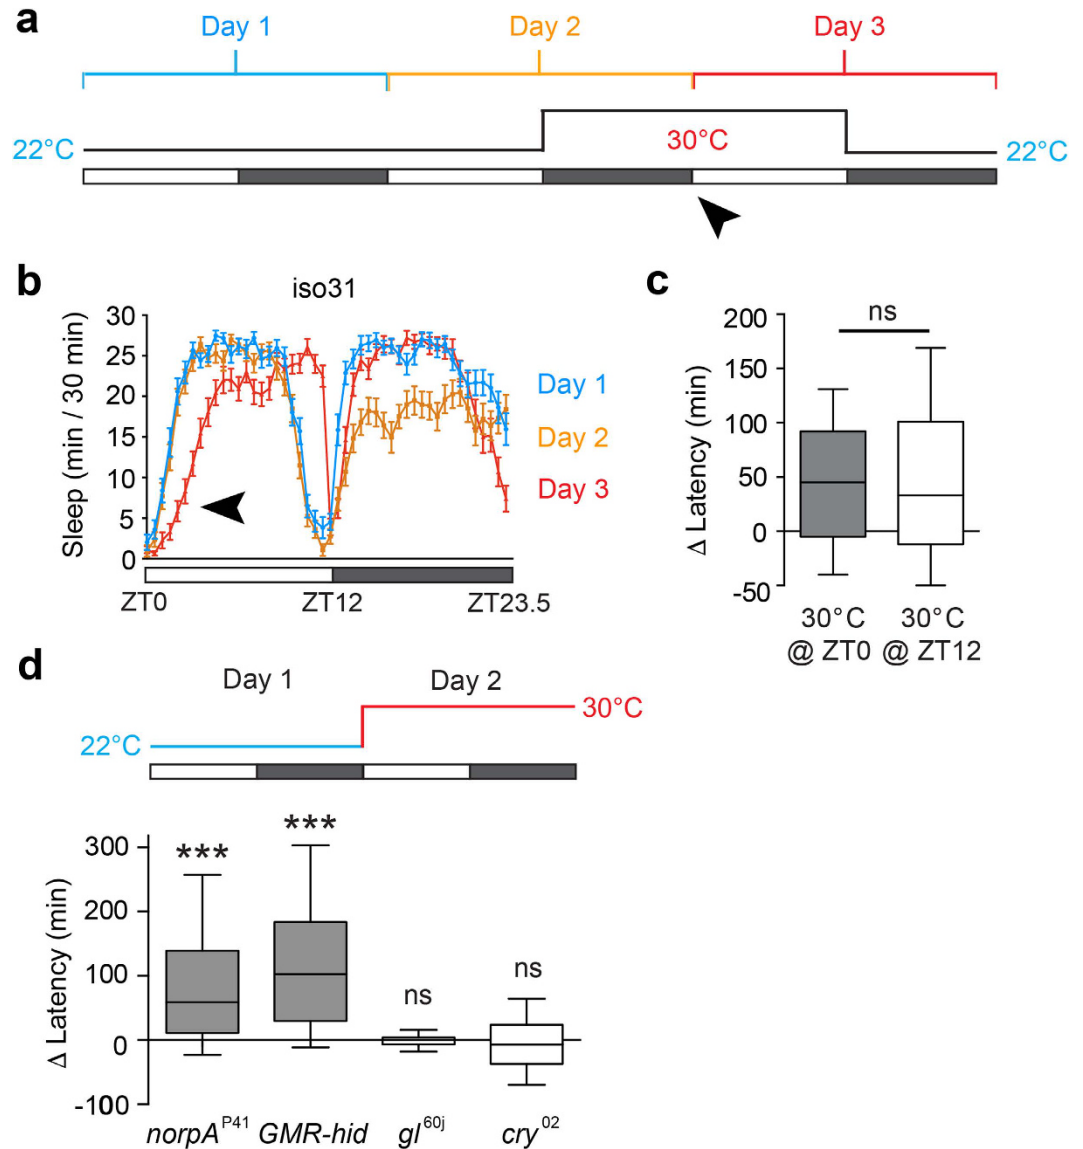 a
Day 1 Day 2 Day 3
22°C 30°C 22°C
b
iso31
Sleep (min / 30 min)
30
25
20
15
10
5
0
Day 1
Day 2
Day 3
ZT0 ZT12 ZT23.5
c
ns
Δ Latency (min)
200
150
100
50
0
-50
30°C 30°C
@ ZT0 @ ZT12
d
Day 1 Day 2
22°C 30°C
Δ Latency (min)
300
200
100
0
-100
*** *** ns ns
norpA^P41 GMR-hid gl^60j cry^02